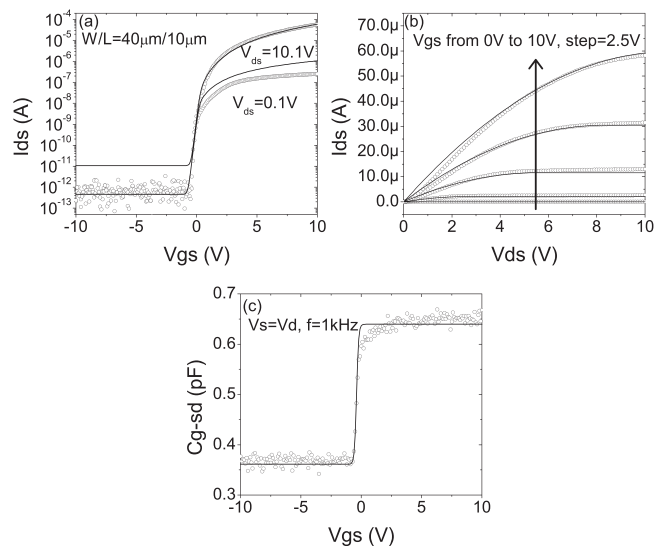 (a)
W/L=40μm/10μm
V_ds=10.1V
V_ds=0.1V
10^-4
10^-5
10^-6
10^-7
10^-8
10^-9
10^-10
10^-11
10^-12
10^-13
Ids (A)
-10 -5 0 5 10
Vgs (V)
(b)
Vgs from 0V to 10V, step=2.5V
70.0μ
60.0μ
50.0μ
40.0μ
30.0μ
20.0μ
10.0μ
0.0
Ids (A)
0 2 4 6 8 10
Vds (V)
(c)
Vs=Vd, f=1kHz
0.7
0.6
0.5
0.4
0.3
Cg-sd (pF)
-10 -5 0 5 10
Vgs (V)